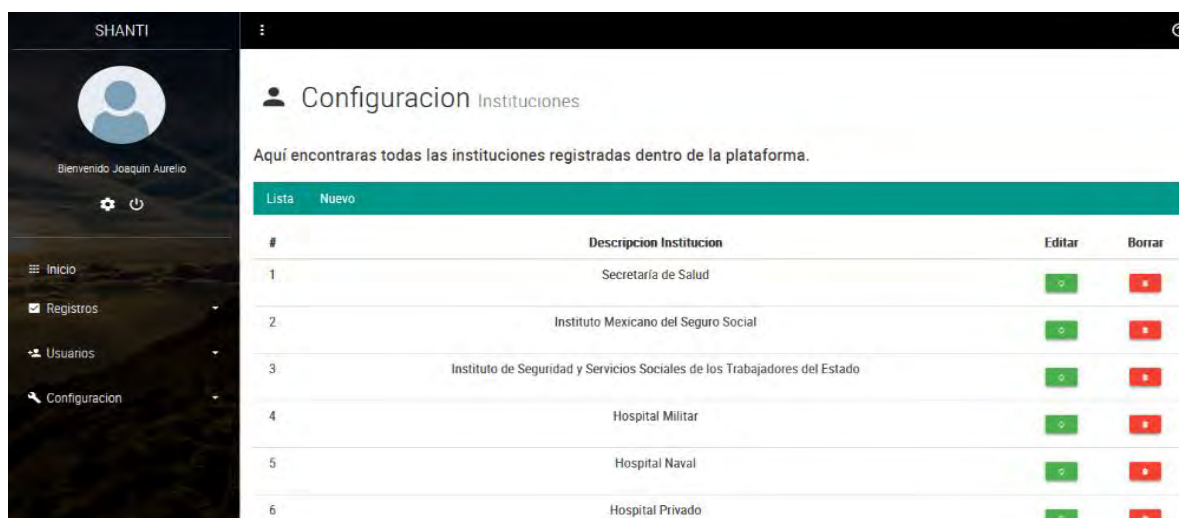 SHANTI
Bienvenido Joaquin Aurelio
Inicio
Registros
Usuarios
Configuracion
Configuracion Instituciones
Aquí encontraras todas las instituciones registradas dentro de la plataforma.
Lista Nuevo
# Descripcion Institucion Editar Borrar
1 Secretaría de Salud
2 Instituto Mexicano del Seguro Social
3 Instituto de Seguridad y Servicios Sociales de los Trabajadores del Estado
4 Hospital Militar
5 Hospital Naval
6 Hospital Privado